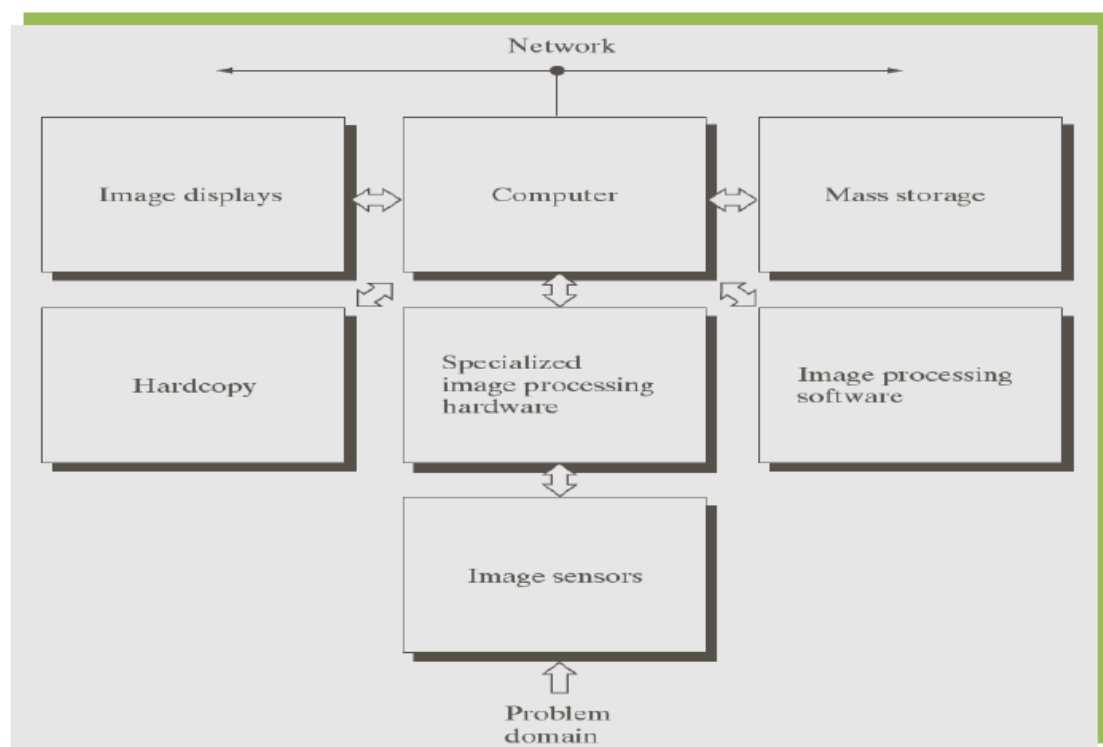 Network
Image displays
Computer
Mass storage
Hardcopy
Specialized
image processing
hardware
Image processing
software
Image sensors
Problem
domain